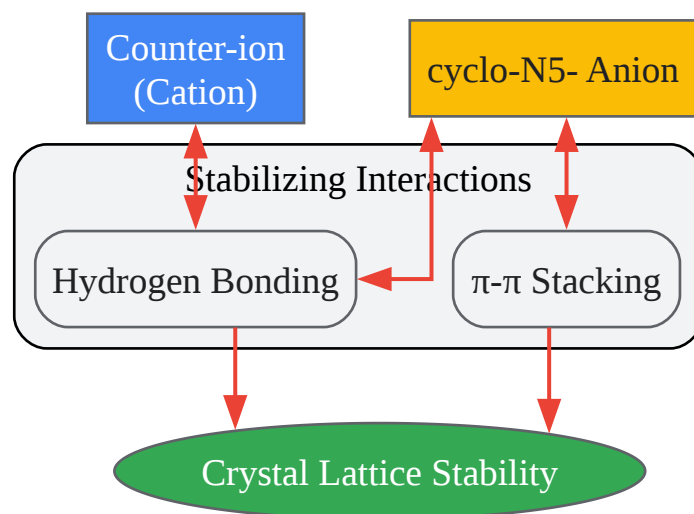 Counter-ion
(Cation)
cyclo-N5- Anion
Stabilizing Interactions
Hydrogen Bonding
π-π Stacking
Crystal Lattice Stability